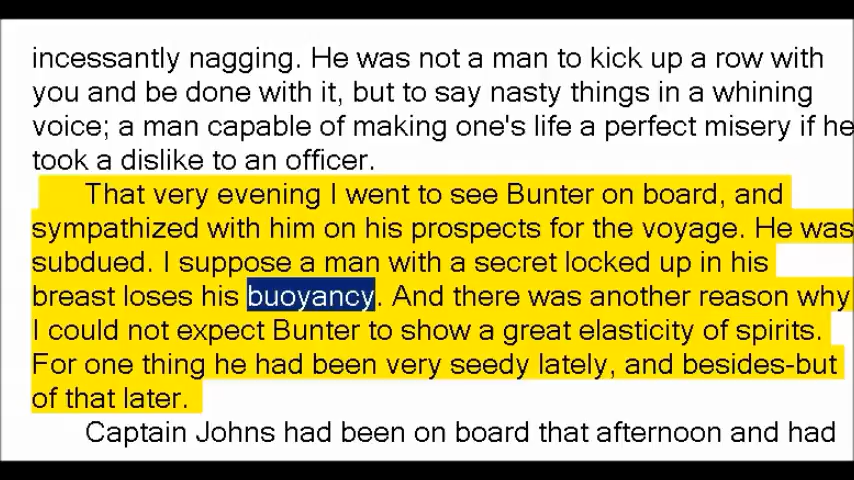 incessantly nagging. He was not a man to kick up a row with
you and be done with it, but to say nasty things in a whining
voice; a man capable of making one's life a perfect misery if he
took a dislike to an officer.
That very evening I went to see Bunter on board, and
sympathized with him on his prospects for the voyage. He was
subdued. I suppose a man with a secret locked up in his
breast loses his buoyancy. And there was another reason why
I could not expect Bunter to show a great elasticity of spirits.
For one thing he had been very seedy lately, and besides-but
of that later.
Captain Johns had been on board that afternoon and had